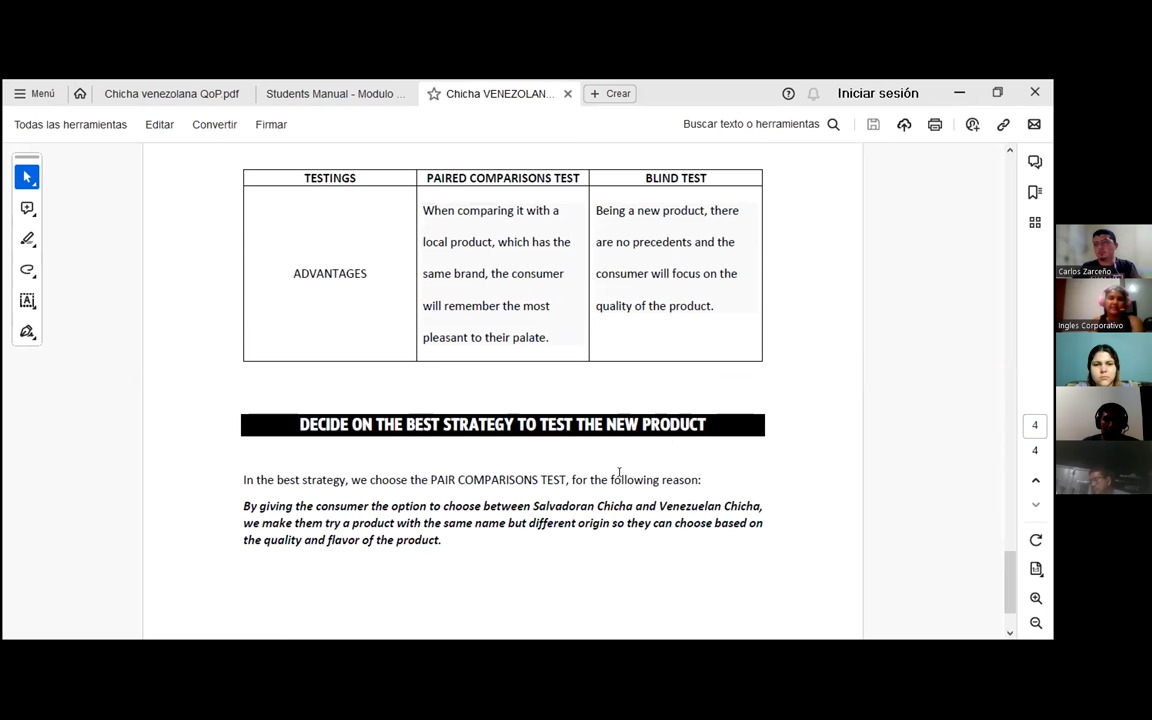 Menú
Chicha venezolana QoP.pdf
Students Manual - Modulo ...
Chicha VENEZOLAN...
Crear
Iniciar sesión
Todas las herramientas
Editar
Convertir
Firmar
Buscar texto o herramientas
TESTINGS
PAIRED COMPARISONS TEST
BLIND TEST
ADVANTAGES
When comparing it with a
local product, which has the
same brand, the consumer
will remember the most
pleasant to their palate.
Being a new product, there
are no precedents and the
consumer will focus on the
quality of the product.
DECIDE ON THE BEST STRATEGY TO TEST THE NEW PRODUCT
In the best strategy, we choose the PAIR COMPARISONS TEST, for the following reason:
By giving the consumer the option to choose between Salvadoran Chicha and Venezuelan Chicha,
we make them try a product with the same name but different origin so they can choose based on
the quality and flavor of the product.
4
4
Carlos Zarceño
Ingles Corporativo